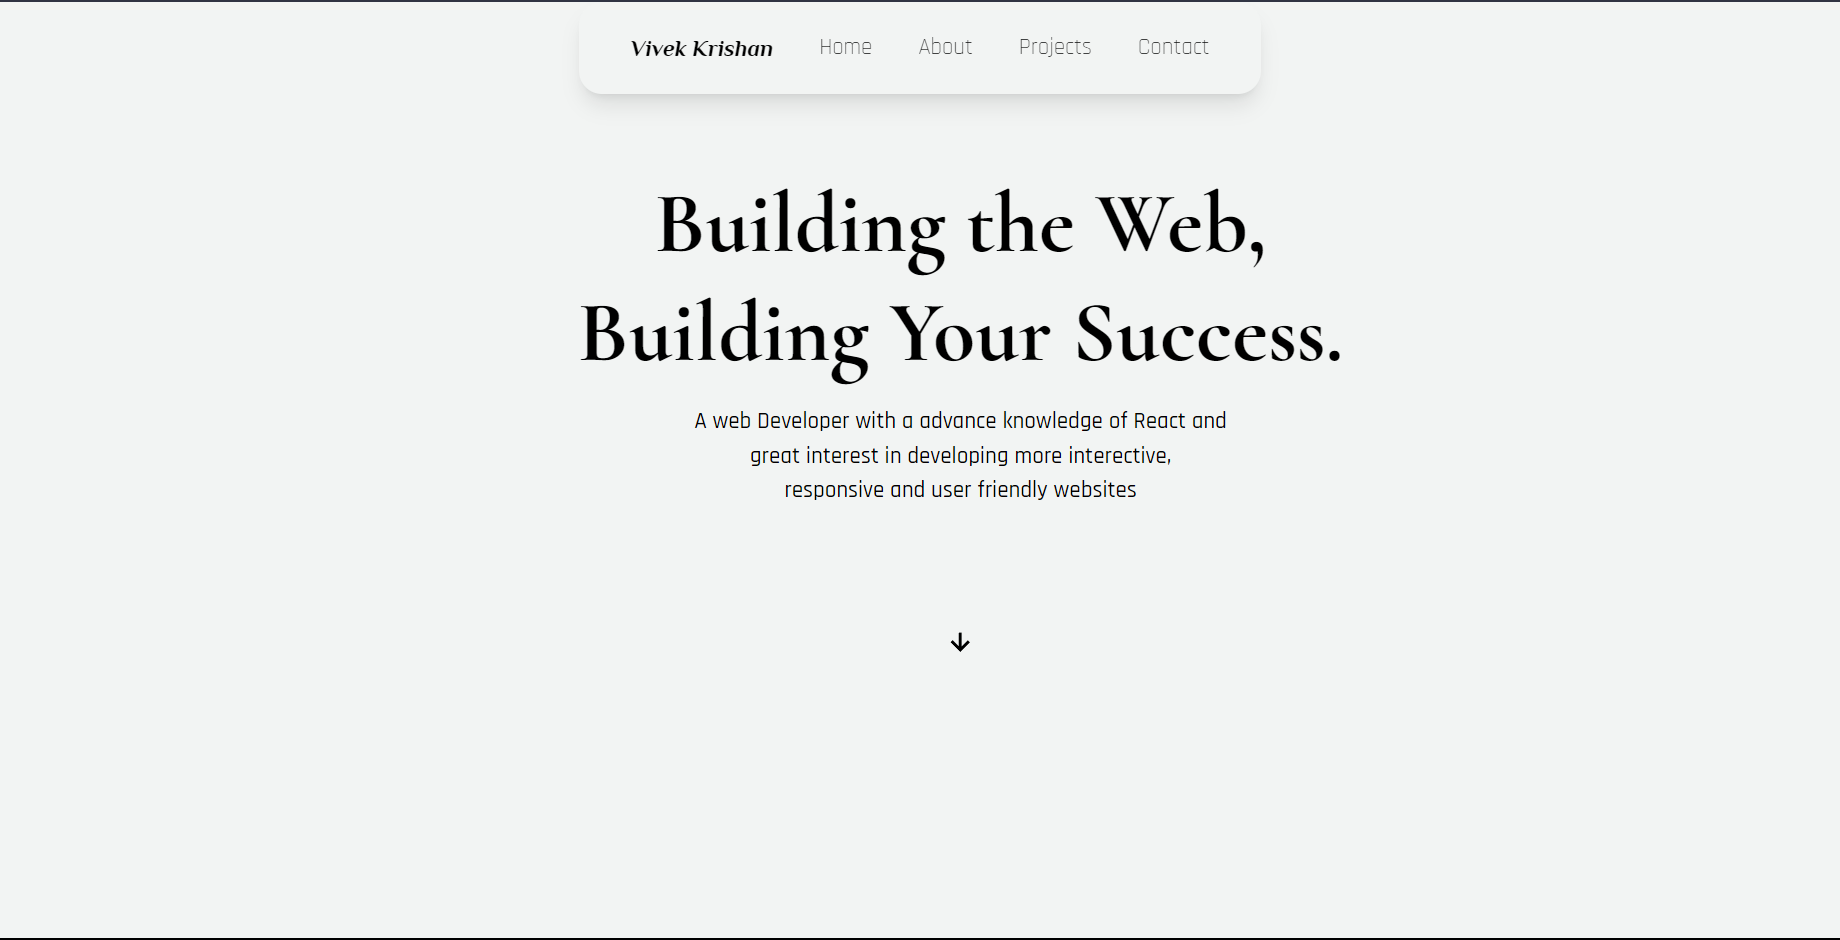 Vivek Krishan Home About Projects Contact
Building the Web,
Building Your Success.
A web Developer with a advance knowledge of React and
great interest in developing more interective,
responsive and user friendly websites